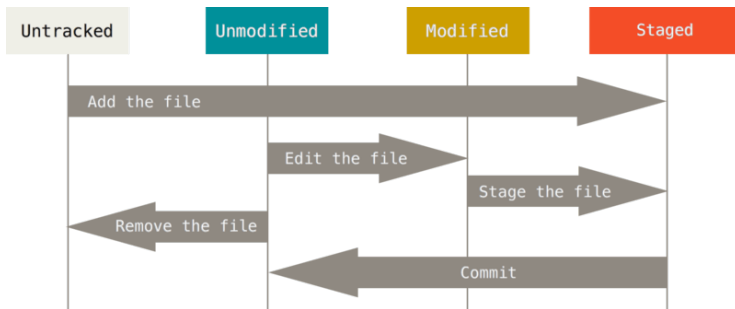 Untracked
Unmodified
Modified
Staged
Add the file
Edit the file
Stage the file
Remove the file
Commit